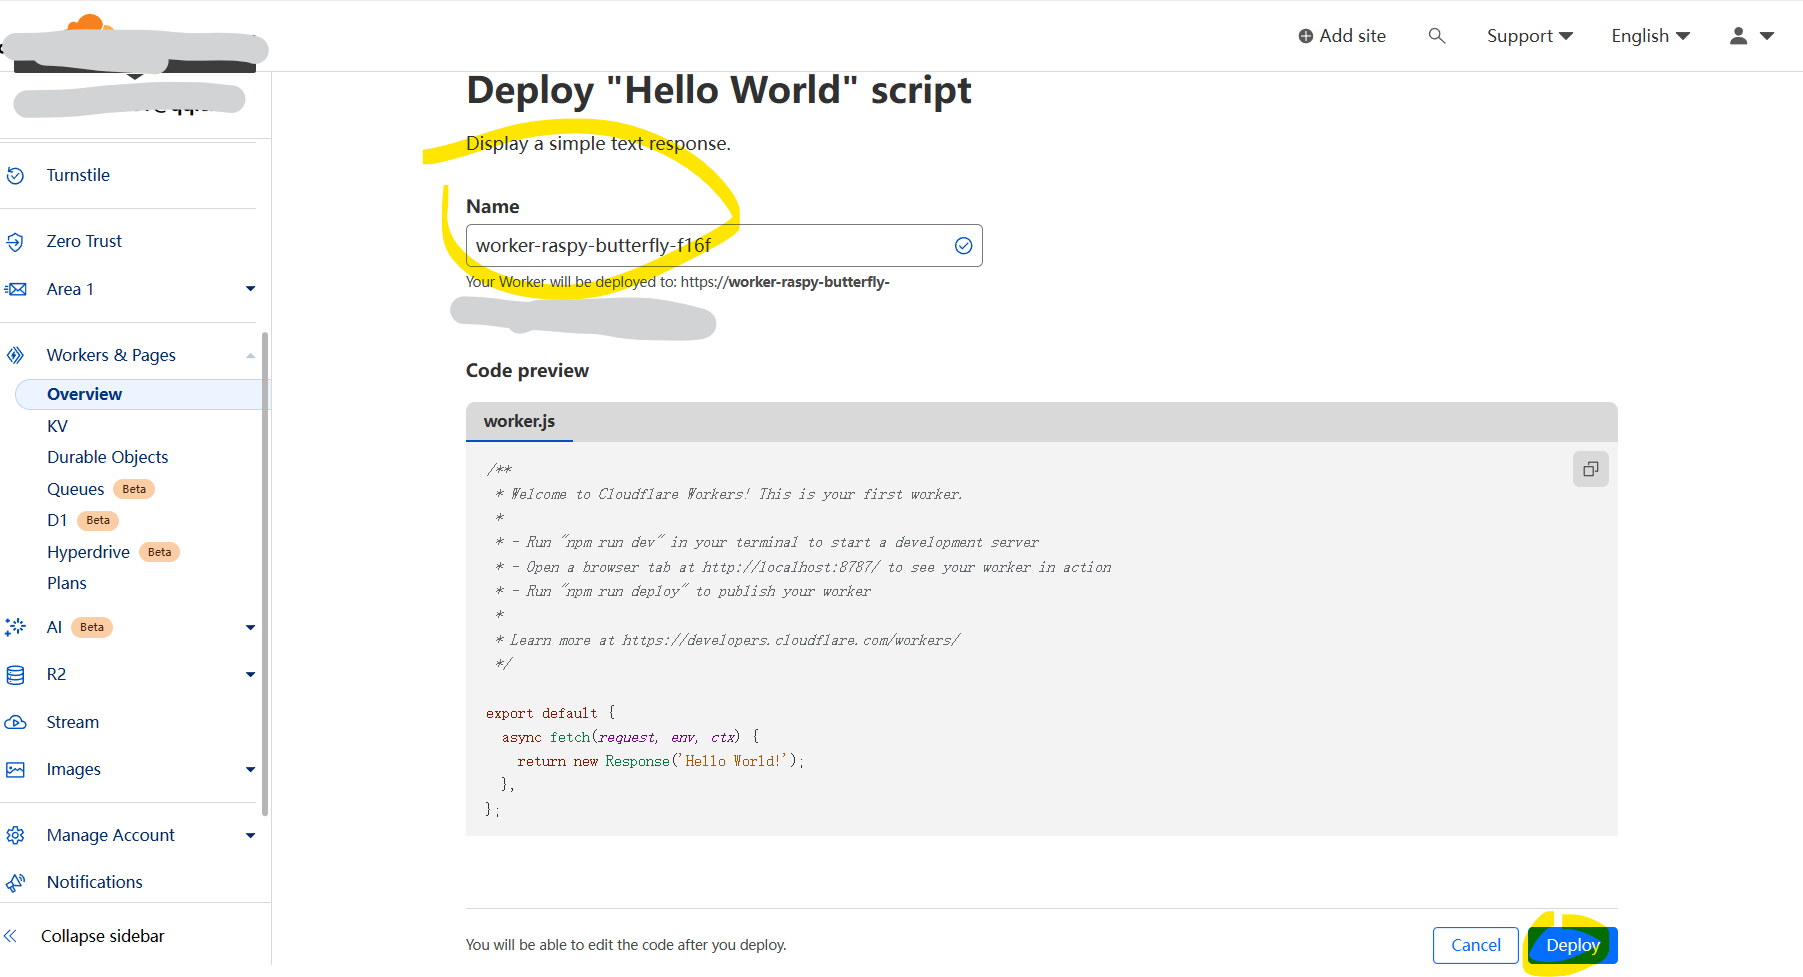 Add site
Support
English
Deploy "Hello World" script
Display a simple text response.
Name
worker-raspy-butterfly-f16f
Your Worker will be deployed to: https://worker-raspy-butterfly-
Code preview
worker.js
/**
* Welcome to Cloudflare Workers! This is your first worker.
*
* - Run "npm run dev" in your terminal to start a development server
* - Open a browser tab at http://localhost:8787/ to see your worker in action
* - Run "npm run deploy" to publish your worker
*
* Learn more at https://developers.cloudflare.com/workers/
*/
export default {
async fetch(request, env, ctx) {
return new Response('Hello World!');
},
};
You will be able to edit the code after you deploy.
Cancel
Deploy
Turnstile
Zero Trust
Area 1
Workers & Pages
Overview
KV
Durable Objects
Queues Beta
D1 Beta
Hyperdrive Beta
Plans
AI Beta
R2
Stream
Images
Manage Account
Notifications
Collapse sidebar